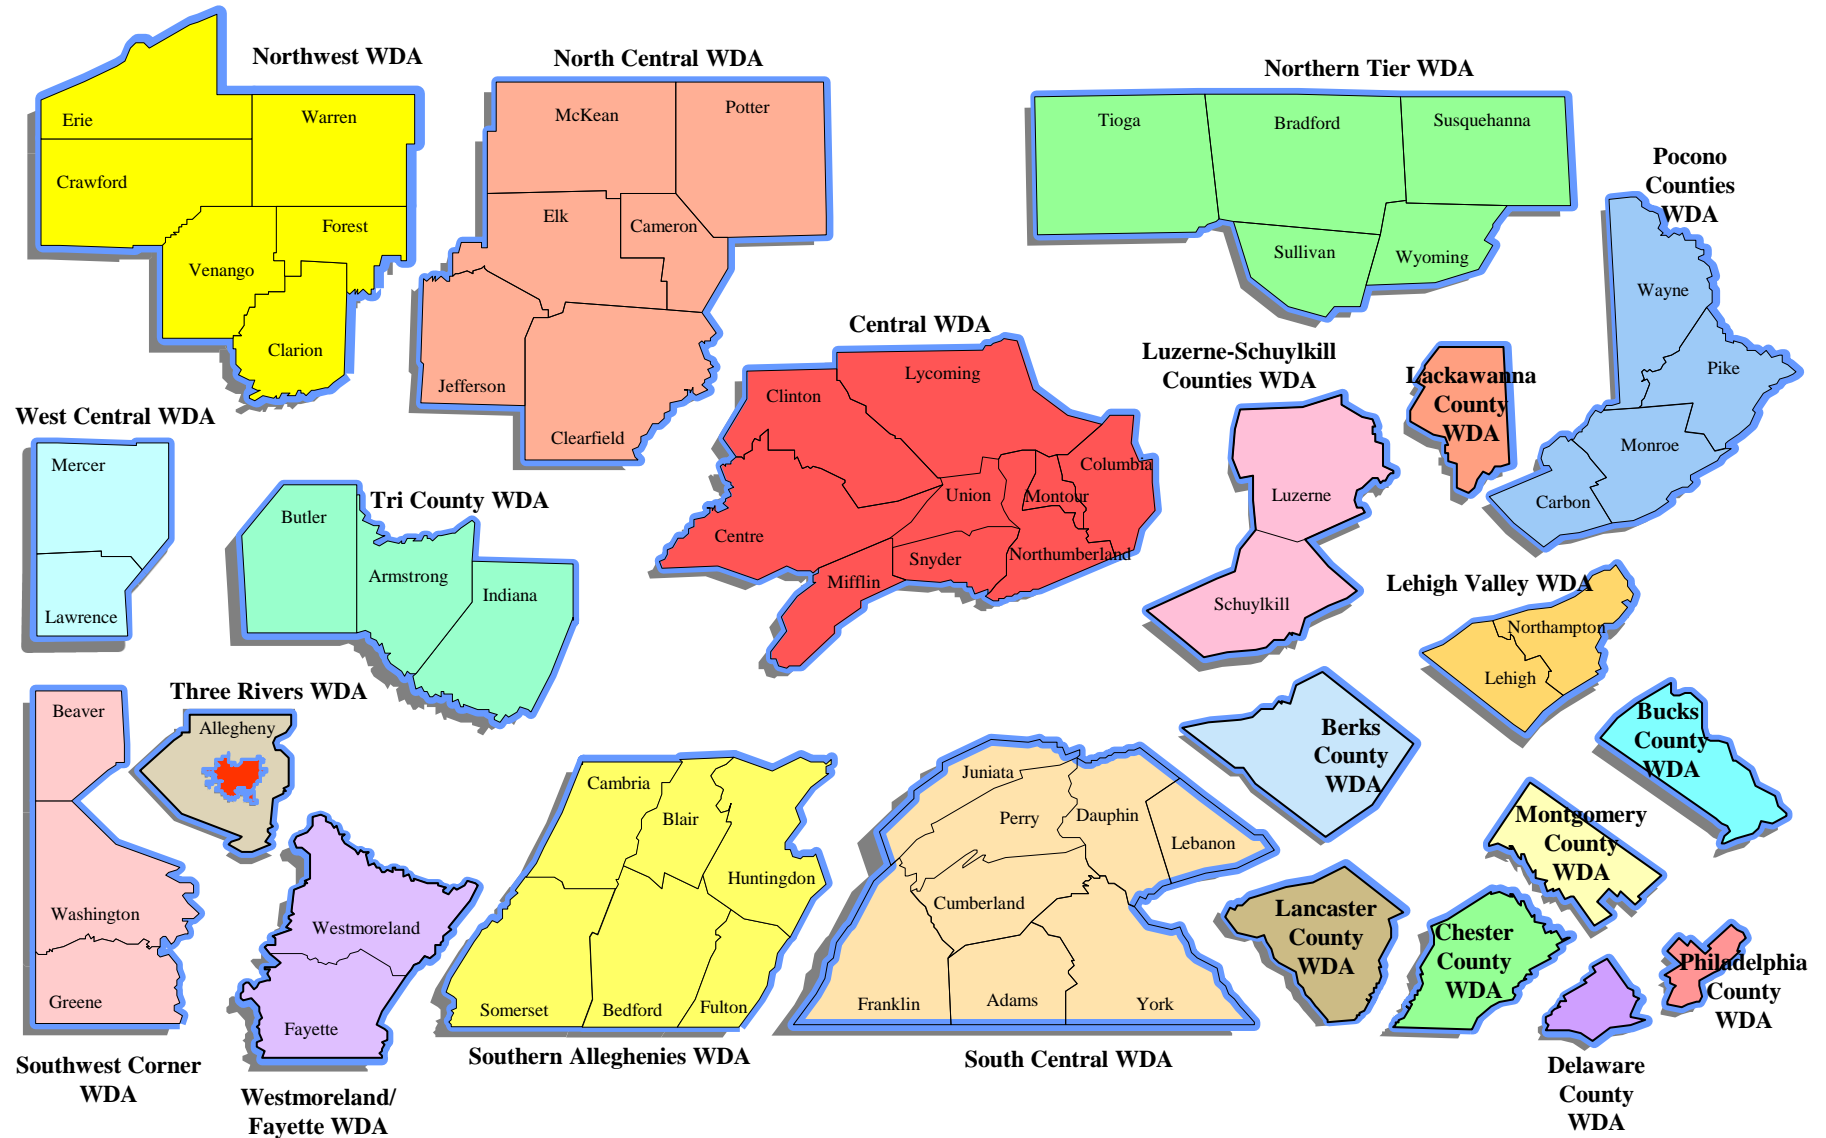 Northwest WDA
Erie
Warren
Crawford
Forest
Venango
Clarion
North Central WDA
McKean
Potter
Elk
Cameron
Jefferson
Clearfield
Northern Tier WDA
Tioga
Bradford
Susquehanna
Sullivan
Wyoming
Pocono
Counties
WDA
Wayne
Pike
Monroe
Carbon
West Central WDA
Mercer
Lawrence
Tri County WDA
Butler
Armstrong
Indiana
Central WDA
Lycoming
Clinton
Columbia
Union
Montour
Centre
Snyder
Northumberland
Mifflin
Luzerne-Schuylkill
Counties WDA
Luzerne
Schuylkill
Lackawanna
County
WDA
Lehigh Valley WDA
Northampton
Lehigh
Beaver
Washington
Greene
Southwest Corner
WDA
Three Rivers WDA
Allegheny
Westmoreland
Fayette
Westmoreland/
Fayette WDA
Cambria
Blair
Huntingdon
Somerset
Bedford
Fulton
Southern Alleghenies WDA
Juniata
Perry
Dauphin
Lebanon
Cumberland
Franklin
Adams
York
South Central WDA
Berks
County
WDA
Bucks
County
WDA
Montgomery
County
WDA
Lancaster
County
WDA
Chester
County
WDA
Philadelphia
County
WDA
Delaware
County
WDA